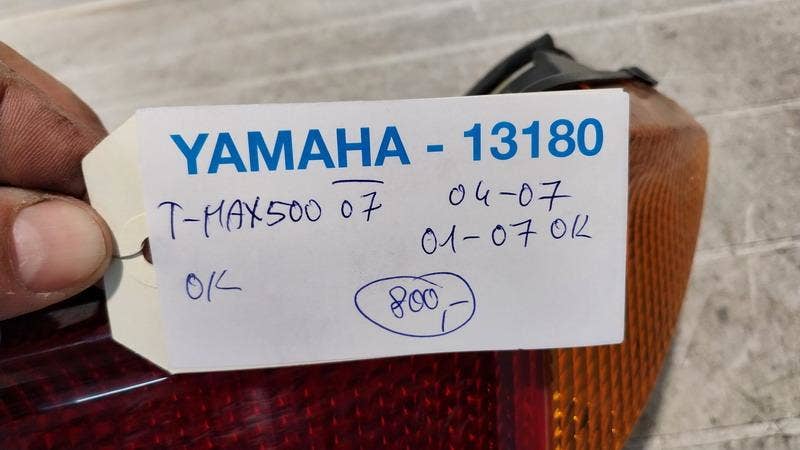 YAMAHA - 13180
T-MAX500 07 04-07
01-07 OK
OK
800,-